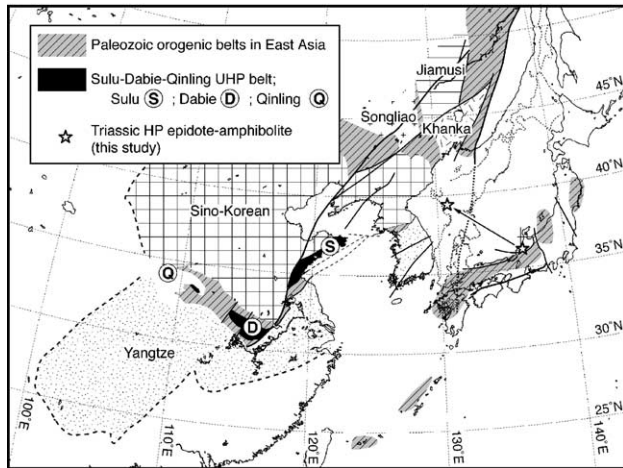 Paleozoic orogenic belts in East Asia
Sulu-Dabie-Qinling UHP belt;
Sulu S ; Dabie D ; Qinling Q
Triassic HP epidote-amphibolite
(this study)
Jiamusi
Songliao
Khanka
Sino-Korean
S
Q
D
Yangtze
45°N
40°N
35°N
30°N
25°N
100°E
110°E
120°E
130°E
140°E